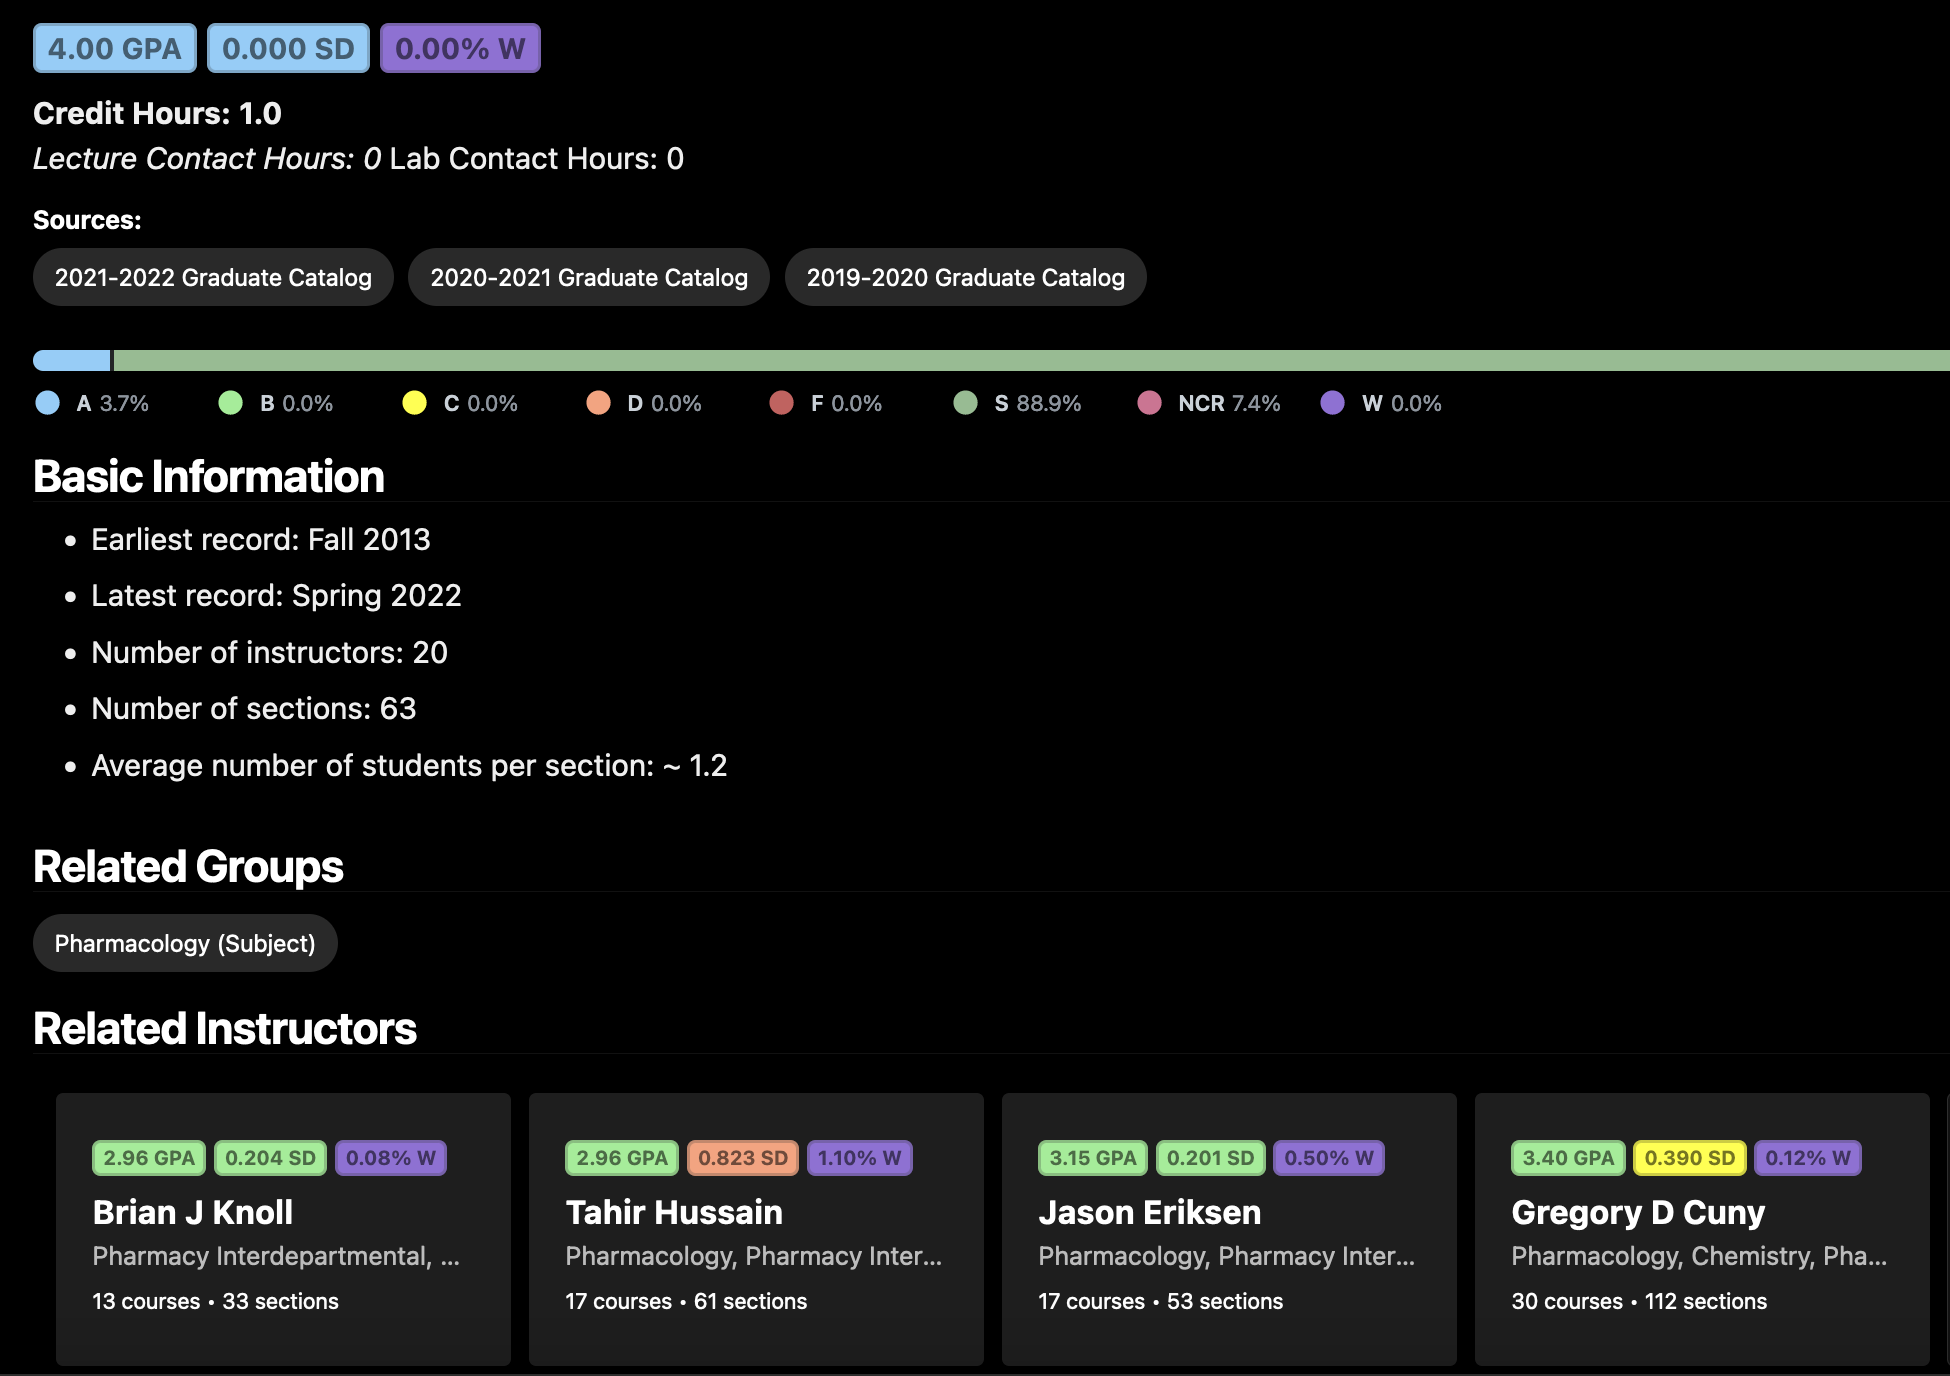 4.00 GPA 0.000 SD 0.00% W
Credit Hours: 1.0
Lecture Contact Hours: 0 Lab Contact Hours: 0
Sources:
2021-2022 Graduate Catalog 2020-2021 Graduate Catalog 2019-2020 Graduate Catalog
A 3.7% B 0.0% C 0.0% D 0.0% F 0.0% S 88.9% NCR 7.4% W 0.0%
Basic Information
• Earliest record: Fall 2013
• Latest record: Spring 2022
• Number of instructors: 20
• Number of sections: 63
• Average number of students per section: ~ 1.2
Related Groups
Pharmacology (Subject)
Related Instructors
2.96 GPA 0.204 SD 0.08% W
Brian J Knoll
Pharmacy Interdepartmental, ...
13 courses • 33 sections
2.96 GPA 0.823 SD 1.10% W
Tahir Hussain
Pharmacology, Pharmacy Inter...
17 courses • 61 sections
3.15 GPA 0.201 SD 0.50% W
Jason Eriksen
Pharmacology, Pharmacy Inter...
17 courses • 53 sections
3.40 GPA 0.390 SD 0.12% W
Gregory D Cuny
Pharmacology, Chemistry, Pha...
30 courses • 112 sections